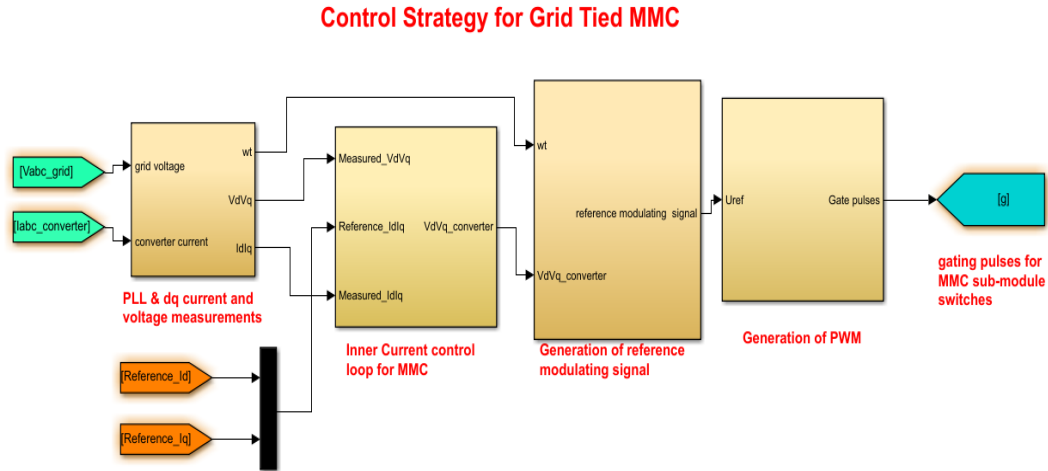 Control Strategy for Grid Tied MMC
[Vabc_grid]
[Iabc_converter]
grid voltage
converter current
wt
VdVq
IdIq
PLL & dq current and
voltage measurements
Measured_VdVq
Reference_IdIq
Measured_IdIq
VdVq_converter
Inner Current control
loop for MMC
wt
VdVq_converter
reference modulating signal
Generation of reference
modulating signal
Uref
Gate pulses
Generation of PWM
[g]
gating pulses for
MMC sub-module
switches
[Reference_Id]
[Reference_Iq]